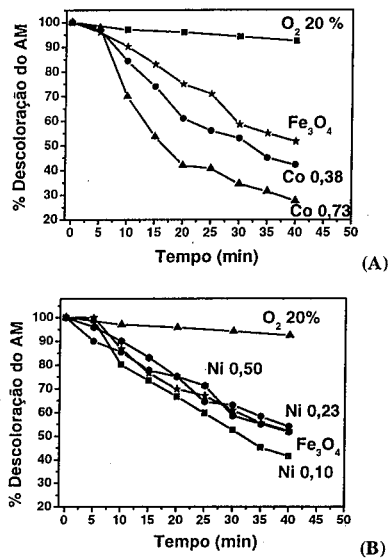 % Descoloração do AM
100
90
80
70
60
50
40
30
20
O2 20 %
Fe3O4
Co 0,38
Co 0,73
0 5 10 15 20 25 30 35 40 45 50
Tempo (min)
(A)
% Descoloração do AM
100
90
80
70
60
50
40
30
20
O2 20%
Ni 0,50
Ni 0,23
Fe3O4
Ni 0,10
0 5 10 15 20 25 30 35 40 45 50
Tempo (min)
(B)